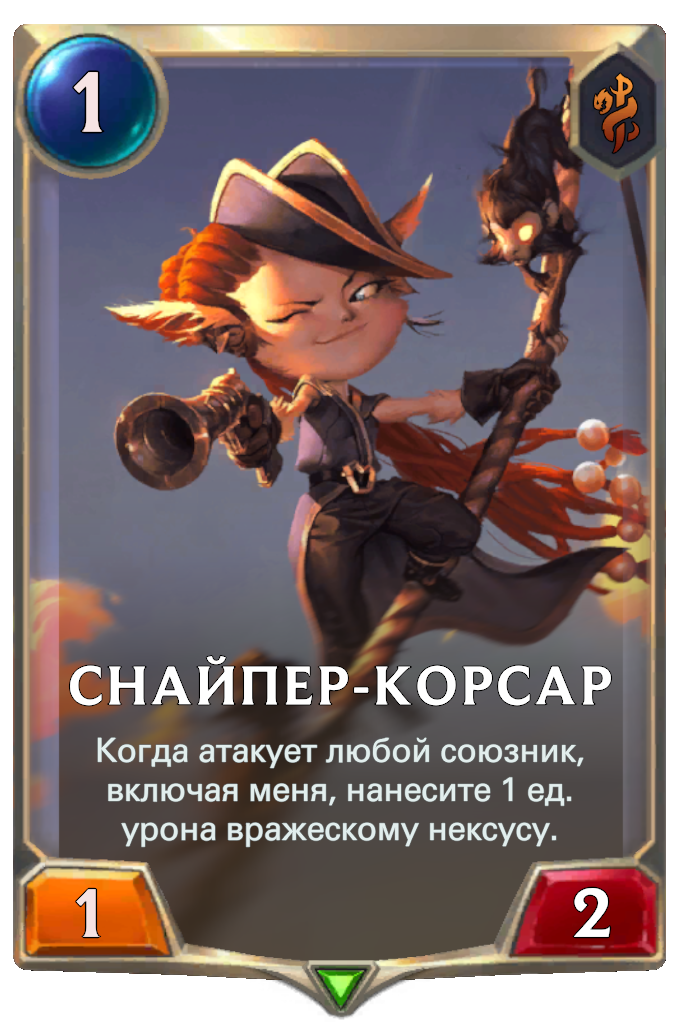 1
СНАЙПЕР-КОРСАР
Когда атакует любой союзник,
включая меня, нанесите 1 ед.
урона вражескому нексусу.
1
2